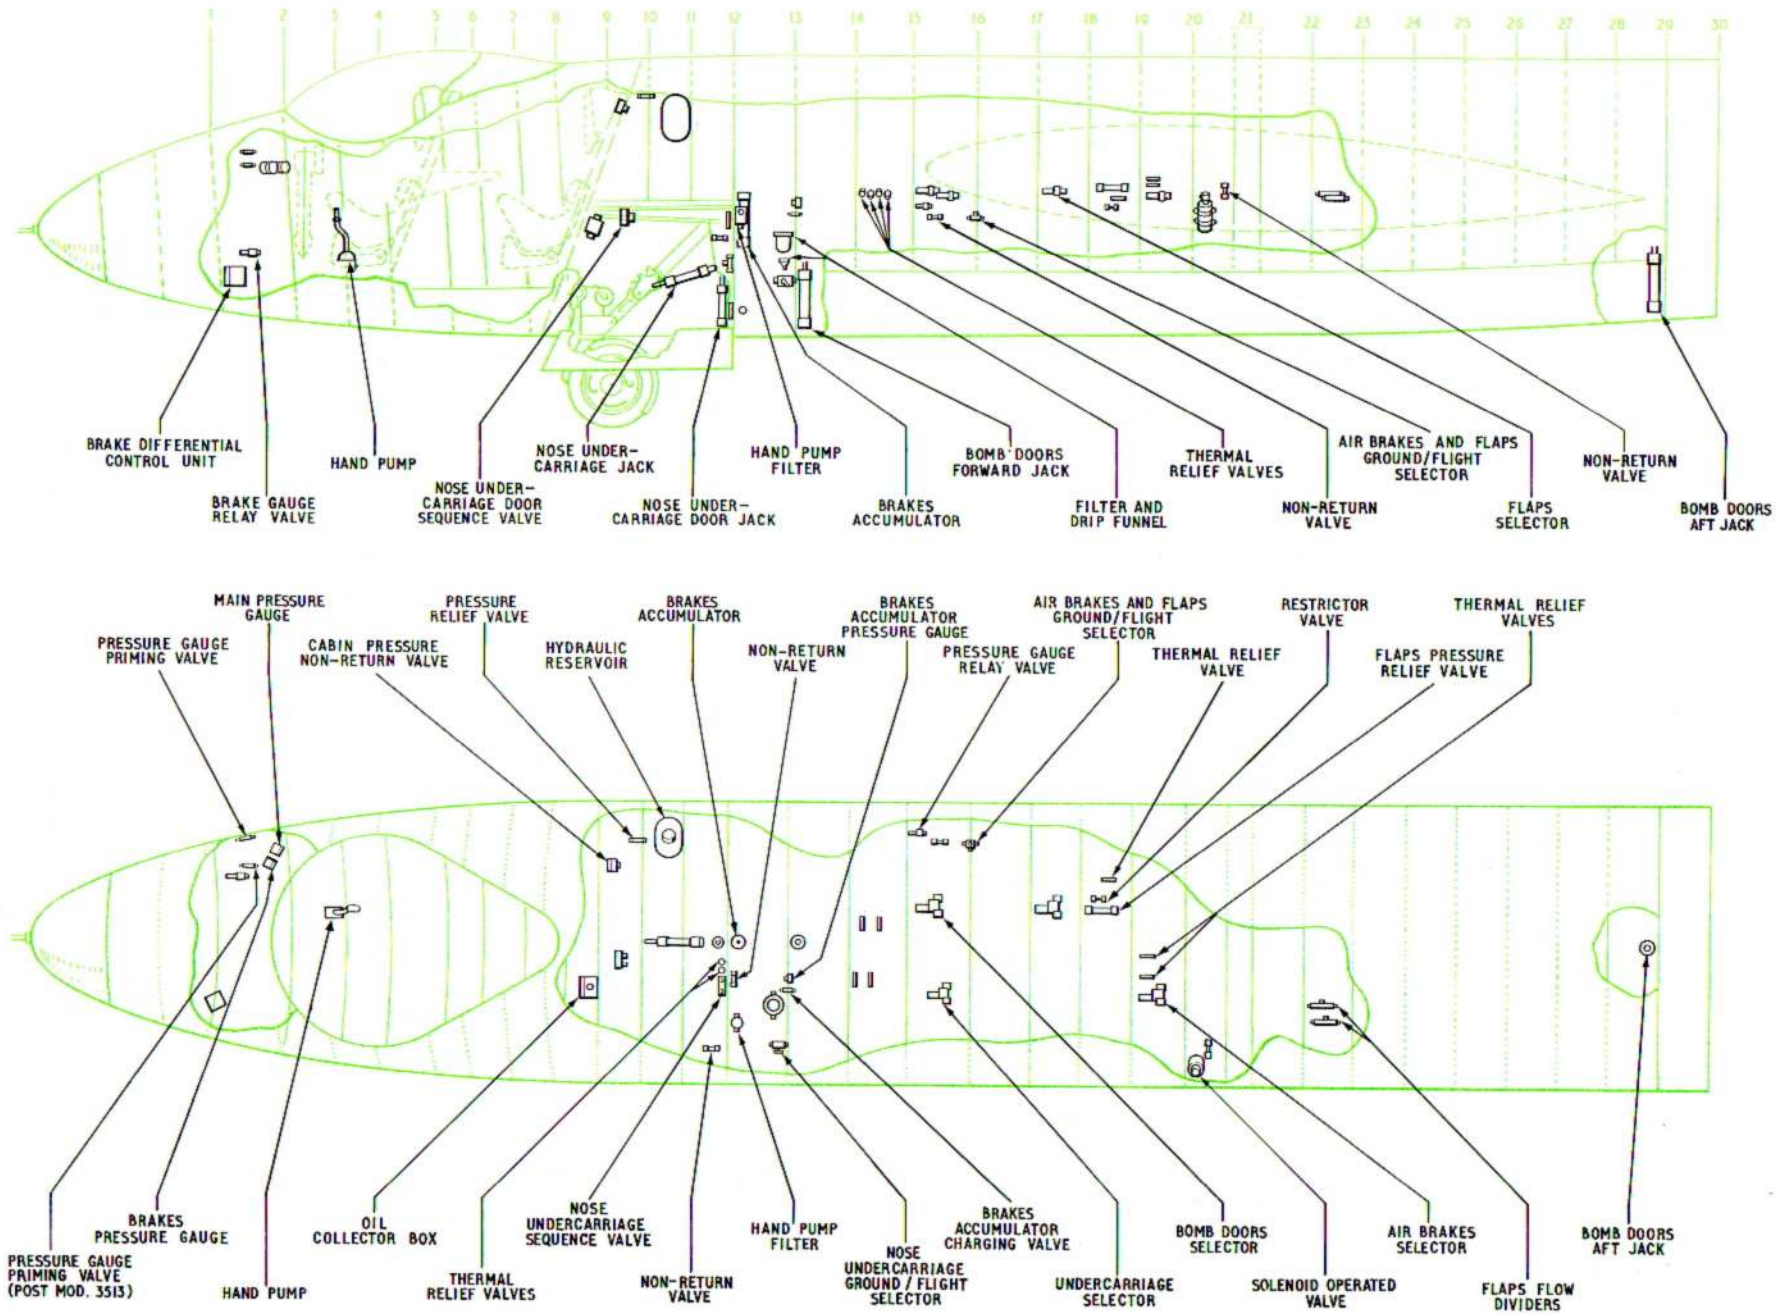 1 2 3 4 5 6 7 8 9 10 11 12 13 14 15 16 17 18 19 20 21 22 23 24 25 26 27 28 29 30
BRAKE DIFFERENTIAL
CONTROL UNIT
BRAKE GAUGE
RELAY VALVE
HAND PUMP
NOSE UNDER-
CARRIAGE DOOR
SEQUENCE VALVE
NOSE UNDER-
CARRIAGE JACK
NOSE UNDER-
CARRIAGE DOOR JACK
HAND PUMP
FILTER
BRAKES
ACCUMULATOR
BOMB DOORS
FORWARD JACK
FILTER AND
DRIP FUNNEL
THERMAL
RELIEF VALVES
NON-RETURN
VALVE
AIR BRAKES AND FLAPS
GROUND/FLIGHT
SELECTOR
FLAPS
SELECTOR
NON-RETURN
VALVE
BOMB DOORS
AFT JACK
PRESSURE GAUGE
PRIMING VALVE
MAIN PRESSURE
GAUGE
CABIN PRESSURE
NON-RETURN VALVE
PRESSURE
RELIEF VALVE
HYDRAULIC
RESERVOIR
BRAKES
ACCUMULATOR
NON-RETURN
VALVE
BRAKES
ACCUMULATOR
PRESSURE GAUGE
PRESSURE GAUGE
RELAY VALVE
AIR BRAKES AND FLAPS
GROUND/FLIGHT
SELECTOR
THERMAL RELIEF
VALVE
RESTRICTOR
VALVE
FLAPS PRESSURE
RELIEF VALVE
THERMAL RELIEF
VALVES
PRESSURE GAUGE
PRIMING VALVE
(POST MOD. 3513)
BRAKES
PRESSURE GAUGE
HAND PUMP
OIL
COLLECTOR BOX
THERMAL
RELIEF VALVES
NOSE
UNDERCARRIAGE
SEQUENCE VALVE
NON-RETURN
VALVE
HAND PUMP
FILTER
NOSE
UNDERCARRIAGE
GROUND / FLIGHT
SELECTOR
BRAKES
ACCUMULATOR
CHARGING VALVE
UNDERCARRIAGE
SELECTOR
BOMB DOORS
SELECTOR
SOLENOID OPERATED
VALVE
AIR BRAKES
SELECTOR
FLAPS FLOW
DIVIDERS
BOMB DOORS
AFT JACK